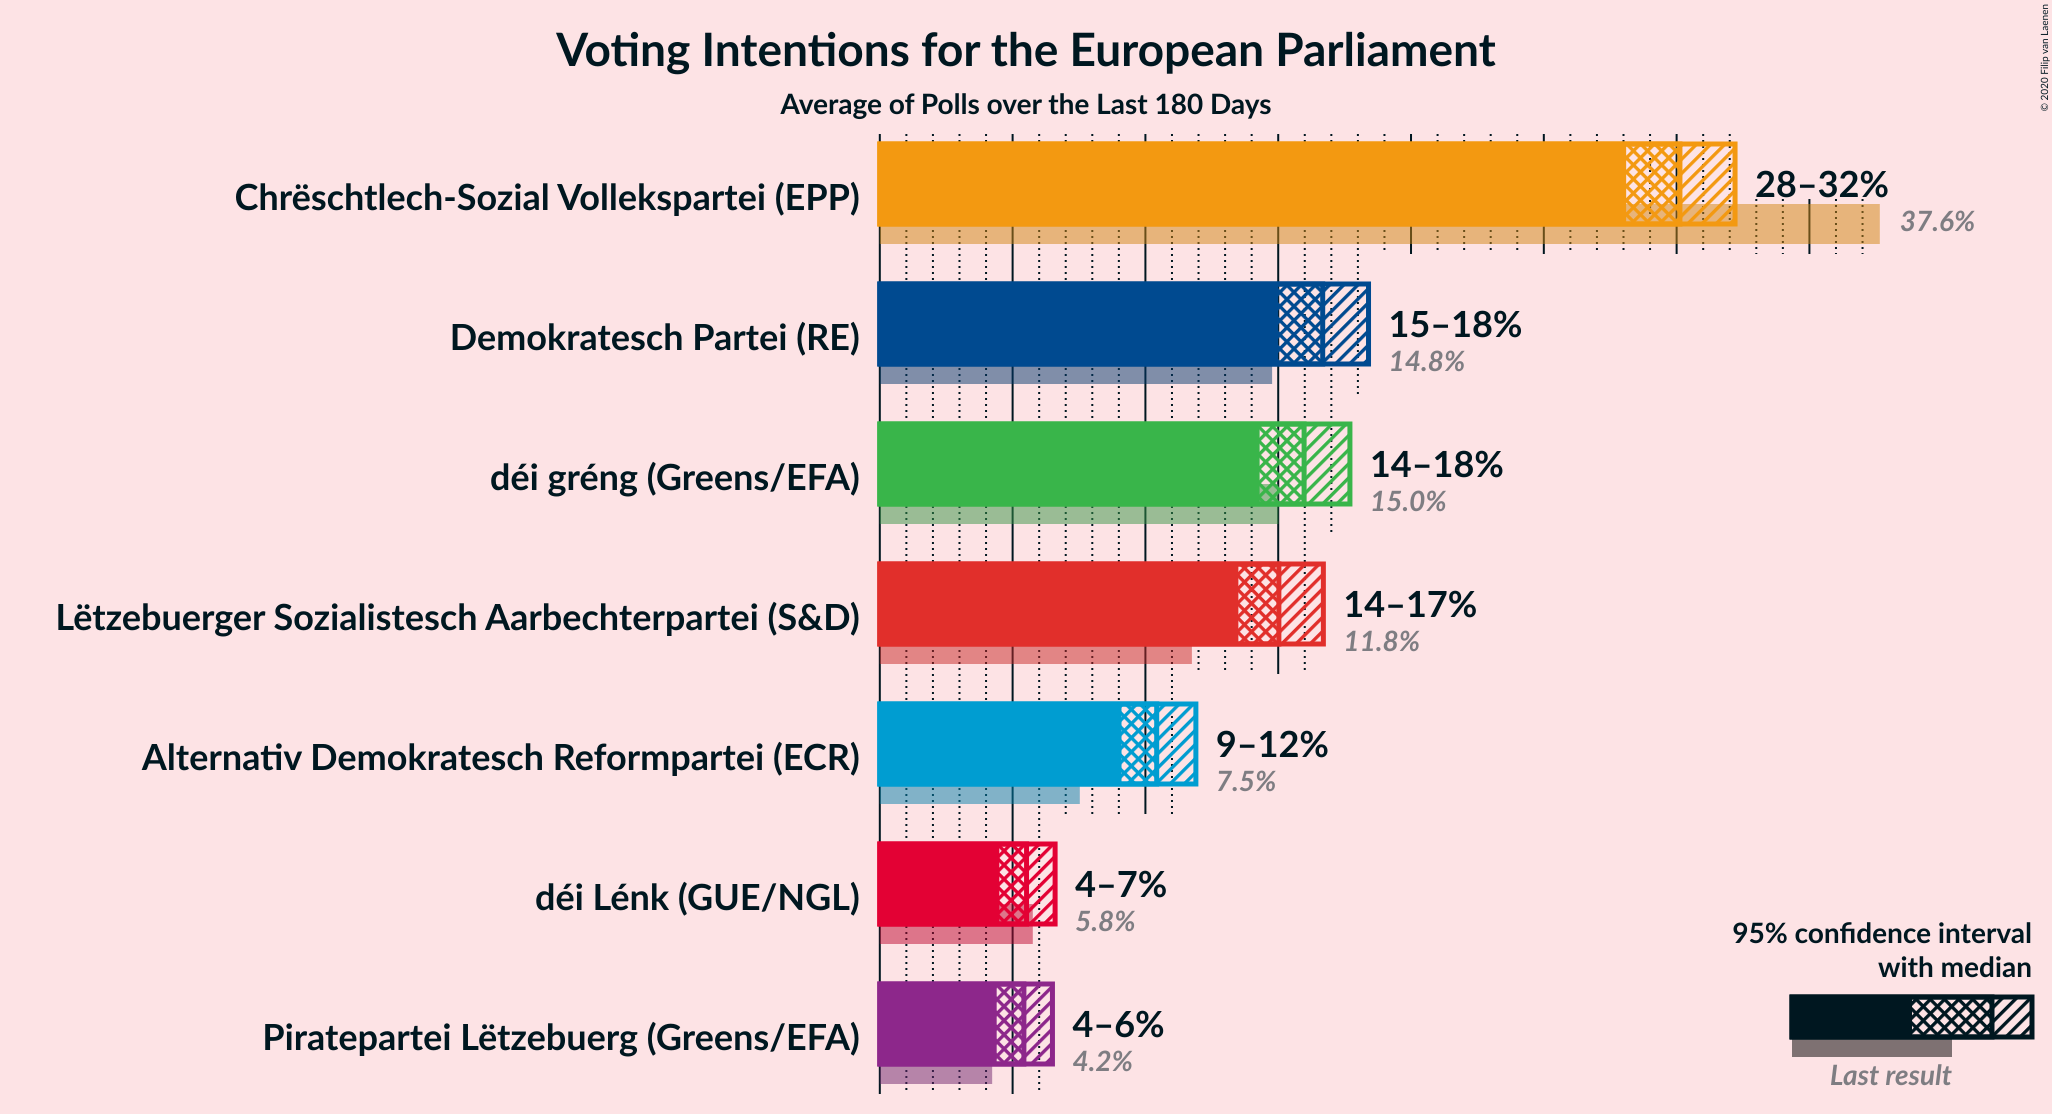 © 2020 Filip van Laenen
Voting Intentions for the European Parliament
Average of Polls over the Last 180 Days
Chrëschtlech-Sozial Vollekspartei (EPP)
28–32%
37.6%
Demokratesch Partei (RE)
15–18%
14.8%
déi gréng (Greens/EFA)
14–18%
15.0%
Lëtzebuerger Sozialistesch Aarbechterpartei (S&D)
14–17%
11.8%
Alternativ Demokratesch Reformpartei (ECR)
9–12%
7.5%
déi Lénk (GUE/NGL)
4–7%
5.8%
Piratepartei Lëtzebuerg (Greens/EFA)
4–6%
4.2%
95% confidence interval
with median
Last result